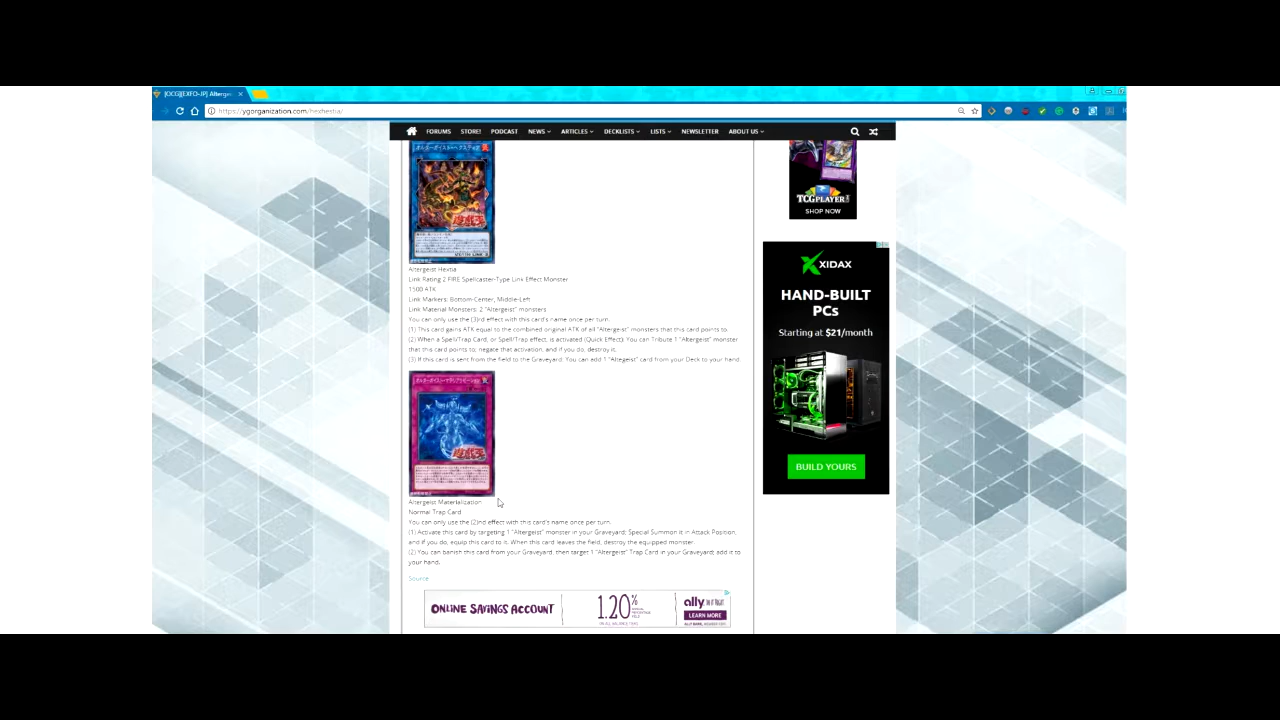 [OCG][EXFO-JP] Alterge
https://ygorganization.com/hexhestia/
FORUMS STORE! PODCAST NEWS ARTICLES DECKLISTS LISTS NEWSLETTER ABOUT US
Altergeist Hextia
Link Rating 2 FIRE Spellcaster-Type Link Effect Monster
1500 ATK
Link Markers: Bottom-Center, Middle-Left
Link Material Monsters: 2 "Altergeist" monsters
You can only use the (3)rd effect with this card's name once per turn.
(1) This card gains ATK equal to the combined original ATK of all "Altergeist" monsters that this card points to.
(2) When a Spell/Trap Card, or Spell/Trap effect, is activated (Quick Effect): You can Tribute 1 "Altergeist" monster
that this card points to; negate that activation, and if you do, destroy it.
(3) If this card is sent from the field to the Graveyard: You can add 1 "Altegeist" card from your Deck to your hand.
Altergeist Materialization
Normal Trap Card
You can only use the (2)nd effect with this card's name once per turn.
(1) Activate this card by targeting 1 "Altergeist" monster in your Graveyard; Special Summon it in Attack Position,
and if you do, equip this card to it. When this card leaves the field, destroy the equipped monster.
(2) You can banish this card from your Graveyard, then target 1 "Altergeist" Trap Card in your Graveyard; add it to
your hand.
Source
ONLINE SAVINGS ACCOUNT
1.20%
ally
LEARN MORE
TCGPLAYER
SHOP NOW
XIDAX
HAND-BUILT
PCs
Starting at $21/month
BUILD YOURS